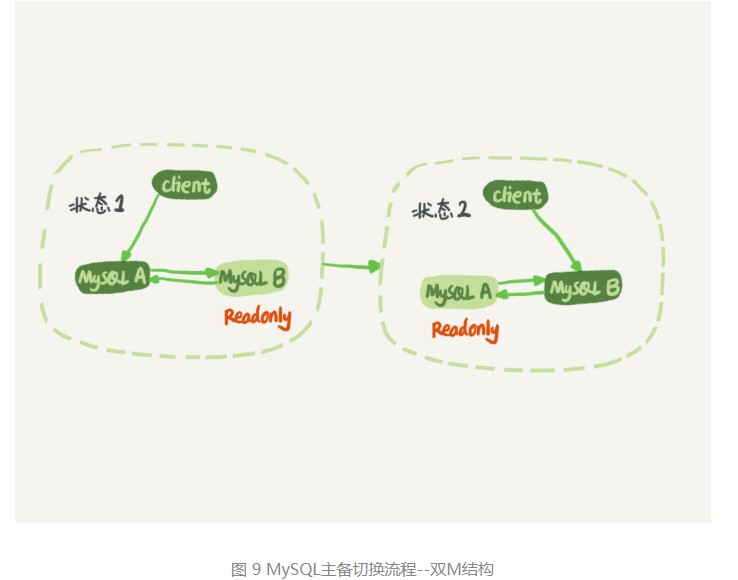 client
状态1
MySQL A
MySQL B
Readonly
client
状态2
MySQL A
MySQL B
Readonly
图 9 MySQL主备切换流程--双M结构